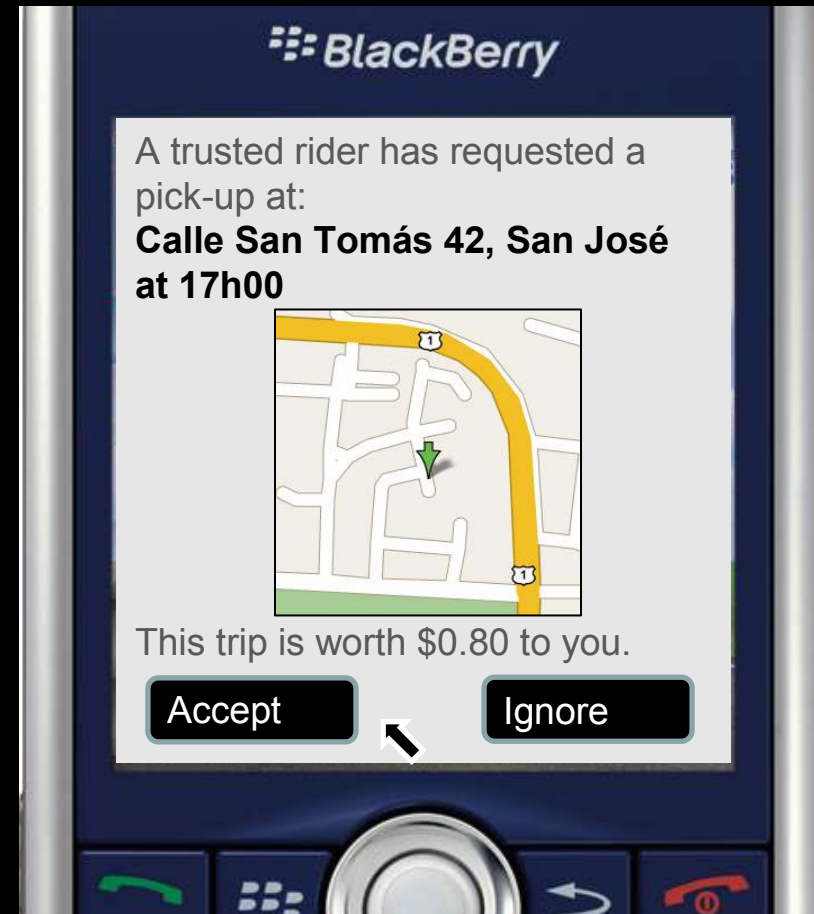 BlackBerry
A trusted rider has requested a
pick-up at:
Calle San Tomás 42, San José
at 17h00
1
1
This trip is worth $0.80 to you.
Accept
Ignore